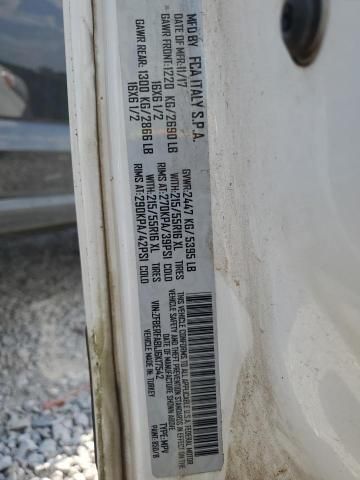 MFD BY FCA ITALY S.P.A.
DATE OF MFR: 11/17 GVWR: 2447 KG/5395 LB
GAWR FRONT: 1220 KG/2690 LB WITH 215/55R16 XL TIRES
16X6 1/2 RIMS AT: 270KPA/39PSI COLD
GAWR REAR: 1300 KG/2866 LB WITH 215/55R16 XL TIRES
16X6 1/2 RIMS AT: 290KPA/42PSI COLD
THIS VEHICLE CONFORMS TO ALL APPLICABLE U.S.A. FEDERAL MOTOR
VEHICLE SAFETY, BUMPER AND THEFT PREVENTION STANDARDS IN EFFECT ON THE
DATE OF MANUFACTURE SHOWN ABOVE
TYPE: MPV
VEHICLE MADE IN: TURKEY